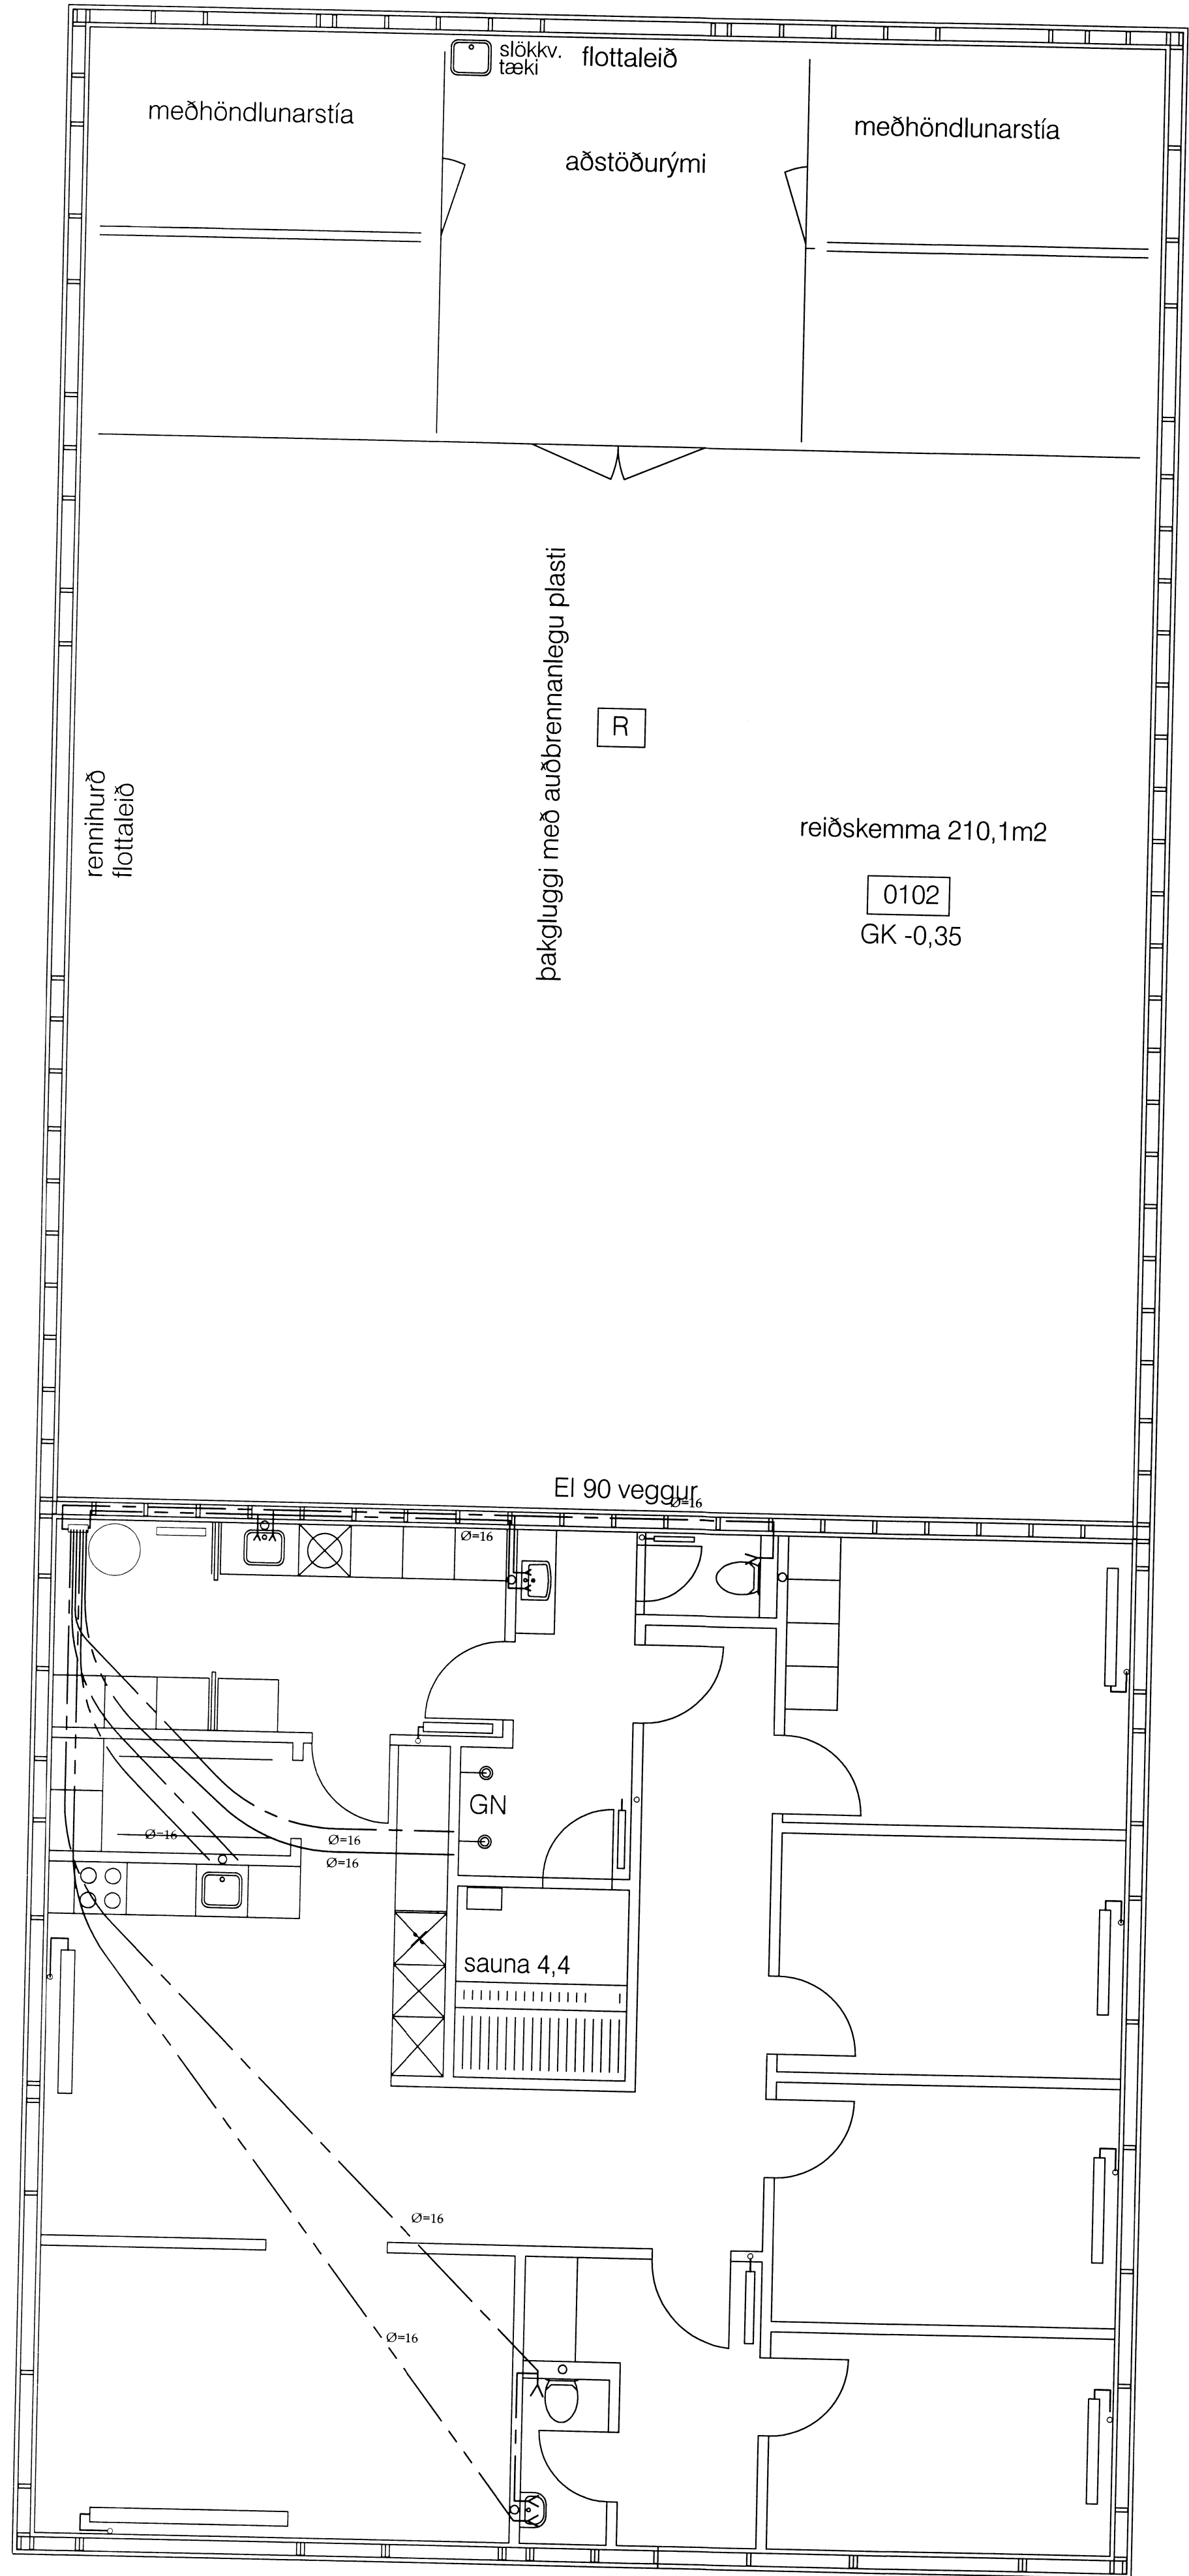 slökkv.
tæki
flottaleið
meðhöndlunarstía
meðhöndlunarstía
aðstöðurými
þakgluggi með auðbrennanlegu plasti
R
rennihurð
flottaleið
reiðskemma 210,1m2
0102
GK -0,35
EI 90 veggur
Ø=16
Ø=16
GN
Ø=16
Ø=16
Ø=16
sauna 4,4
Ø=16
Ø=16